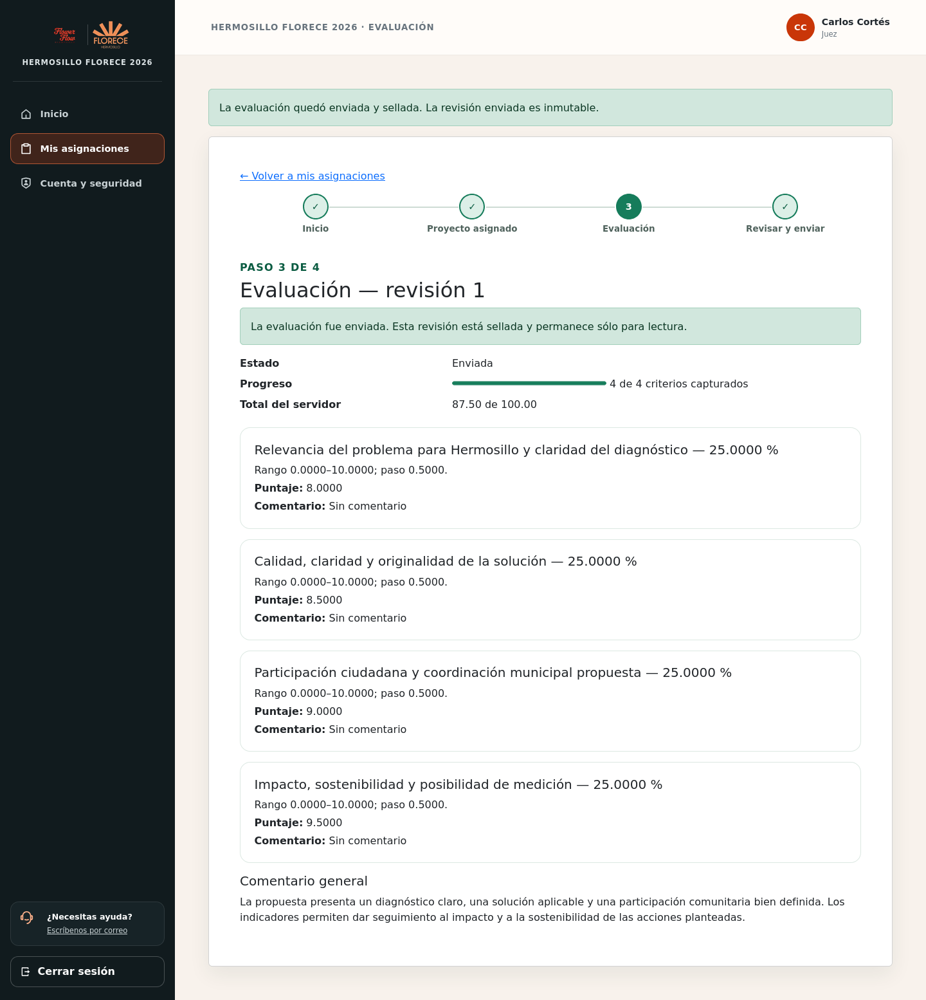 Flower
Flow
FLORECE
HERMOSILLO
HERMOSILLO FLORECE 2026
Inicio
Mis asignaciones
Cuenta y seguridad
¿Necesitas ayuda?
Escríbenos por correo
Cerrar sesión
HERMOSILLO FLORECE 2026 · EVALUACIÓN
CC
Carlos Cortés
Juez
La evaluación quedó enviada y sellada. La revisión enviada es inmutable.
← Volver a mis asignaciones
✓ ✓ 3 ✓
Inicio Proyecto asignado Evaluación Revisar y enviar
PASO 3 DE 4
Evaluación — revisión 1
La evaluación fue enviada. Esta revisión está sellada y permanece sólo para lectura.
Estado Enviada
Progreso 4 de 4 criterios capturados
Total del servidor 87.50 de 100.00
Relevancia del problema para Hermosillo y claridad del diagnóstico — 25.0000 %
Rango 0.0000–10.0000; paso 0.5000.
Puntaje: 8.0000
Comentario: Sin comentario
Calidad, claridad y originalidad de la solución — 25.0000 %
Rango 0.0000–10.0000; paso 0.5000.
Puntaje: 8.5000
Comentario: Sin comentario
Participación ciudadana y coordinación municipal propuesta — 25.0000 %
Rango 0.0000–10.0000; paso 0.5000.
Puntaje: 9.0000
Comentario: Sin comentario
Impacto, sostenibilidad y posibilidad de medición — 25.0000 %
Rango 0.0000–10.0000; paso 0.5000.
Puntaje: 9.5000
Comentario: Sin comentario
Comentario general
La propuesta presenta un diagnóstico claro, una solución aplicable y una participación comunitaria bien definida. Los
indicadores permiten dar seguimiento al impacto y a la sostenibilidad de las acciones planteadas.